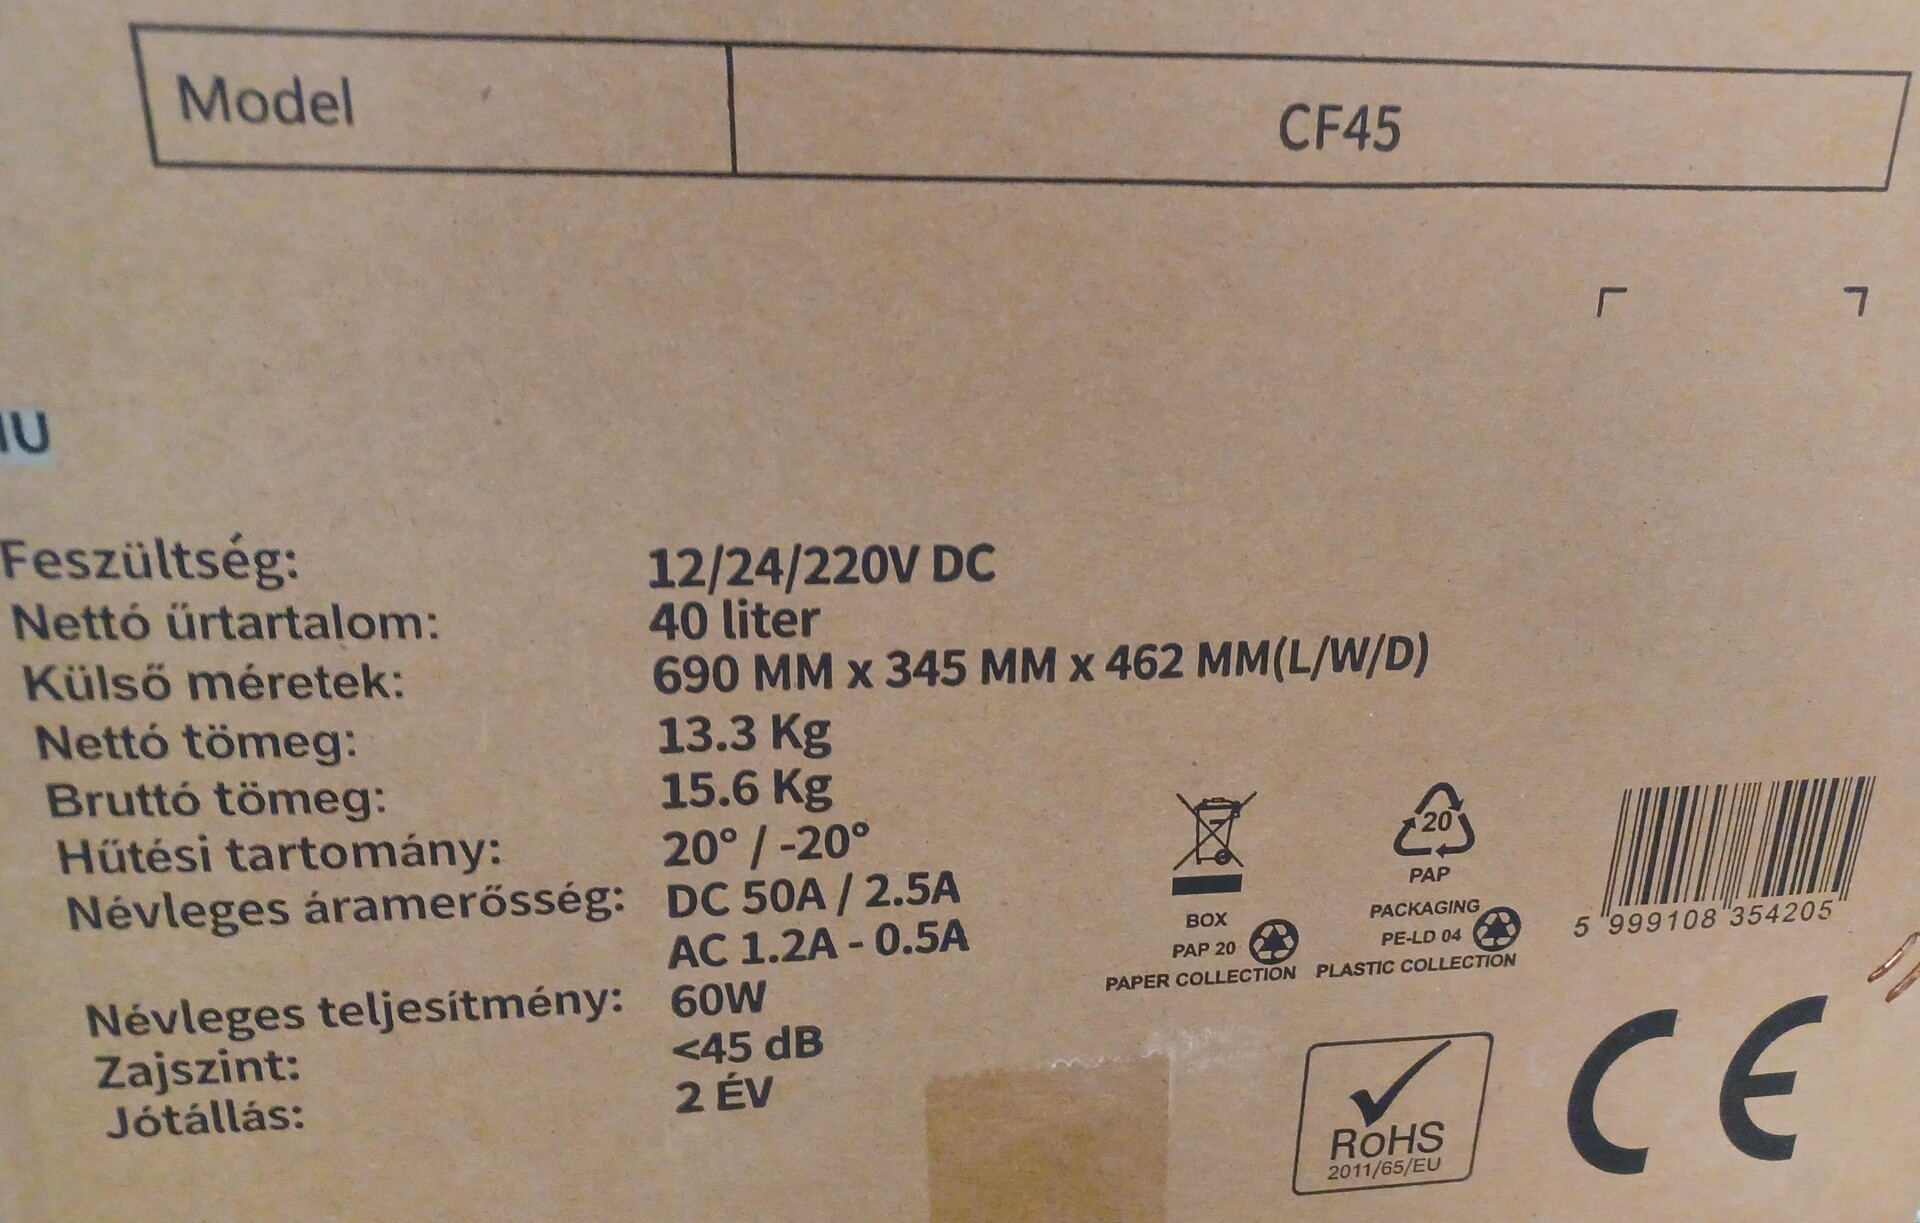 Model CF45
HU
Feszültség: 12/24/220V DC
Nettó űrtartalom: 40 liter
Külső méretek: 690 MM x 345 MM x 462 MM(L/W/D)
Nettó tömeg: 13.3 Kg
Bruttó tömeg: 15.6 Kg
Hűtési tartomány: 20° / -20°
Névleges áramerősség: DC 50A / 2.5A
AC 1.2A - 0.5A
Névleges teljesítmény: 60W
Zajszint: <45 dB
Jótállás: 2 ÉV
BOX
PAP 20
PAPER COLLECTION
20
PAP
PACKAGING
PE-LD 04
PLASTIC COLLECTION
5 999108 354205
RoHS
2011/65/EU
CE